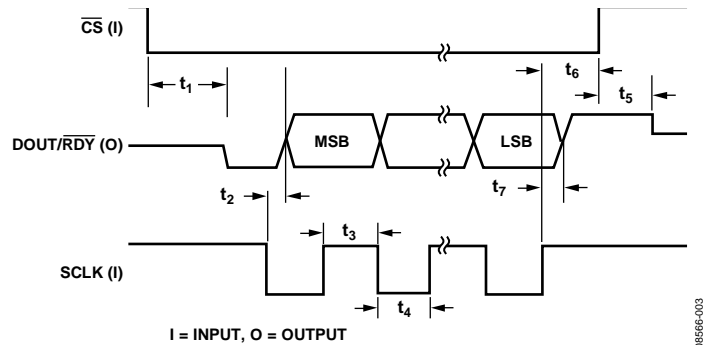 CS (I)
t6
t1
t5
DOUT/RDY (O)
MSB
LSB
t2
t7
t3
SCLK (I)
t4
I = INPUT, O = OUTPUT
08566-003